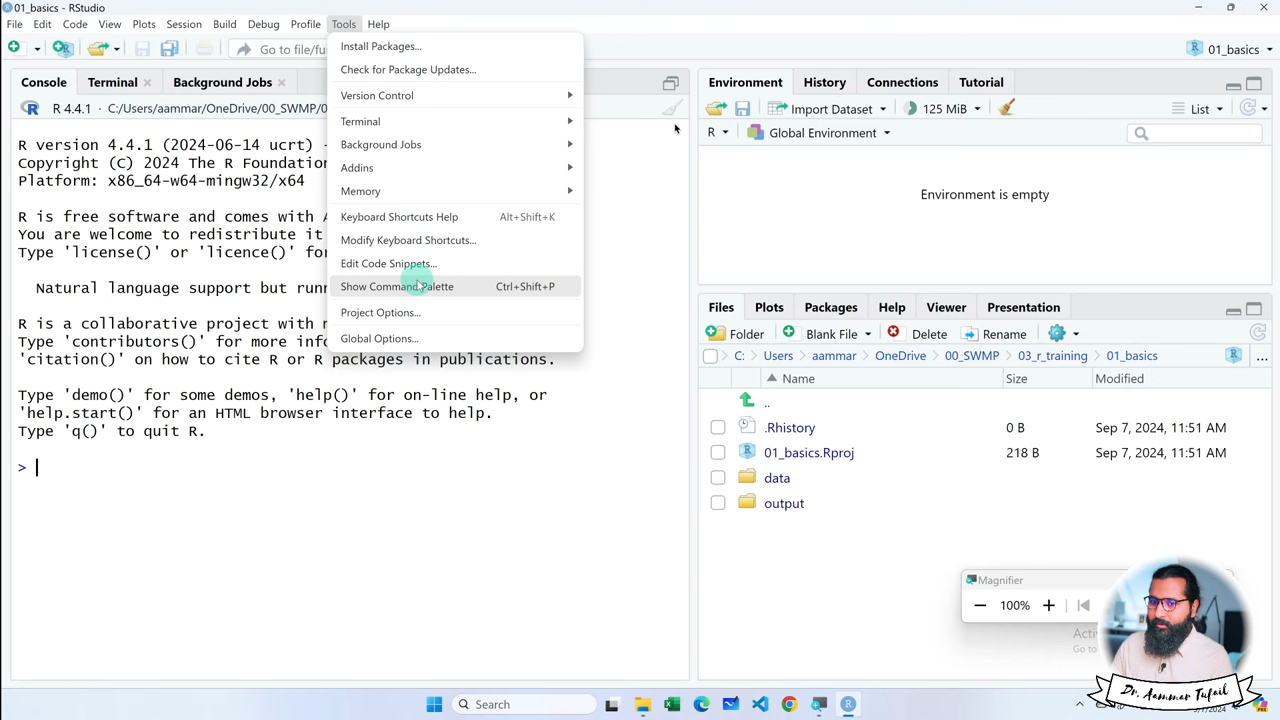 01_basics - RStudio
File Edit Code View Plots Session Build Debug Profile Tools Help
Go to file/fu
01_basics
Console Terminal Background Jobs
R 4.4.1 · C:/Users/aammar/OneDrive/00_SWMP/0
R version 4.4.1 (2024-06-14 ucrt) -
Copyright (C) 2024 The R Foundation
Platform: x86_64-w64-mingw32/x64
R is free software and comes with A
You are welcome to redistribute it
Type 'license()' or 'licence()' for
Natural language support but run
R is a collaborative project with m
Type 'contributors()' for more info
'citation()' on how to cite R or R packages in publications.
Type 'demo()' for some demos, 'help()' for on-line help, or
'help.start()' for an HTML browser interface to help.
Type 'q()' to quit R.
>
Install Packages...
Check for Package Updates...
Version Control
Terminal
Background Jobs
Addins
Memory
Keyboard Shortcuts Help Alt+Shift+K
Modify Keyboard Shortcuts...
Edit Code Snippets...
Show Command Palette Ctrl+Shift+P
Project Options...
Global Options...
Environment History Connections Tutorial
Import Dataset 125 MiB List
R Global Environment
Environment is empty
Files Plots Packages Help Viewer Presentation
Folder Blank File Delete Rename
C: Users aammar OneDrive 00_SWMP 03_r_training 01_basics ...
Name Size Modified
..
.Rhistory 0 B Sep 7, 2024, 11:51 AM
01_basics.Rproj 218 B Sep 7, 2024, 11:51 AM
data
output
Magnifier
100%
Go to
Dr. Aammar Tufail
Search